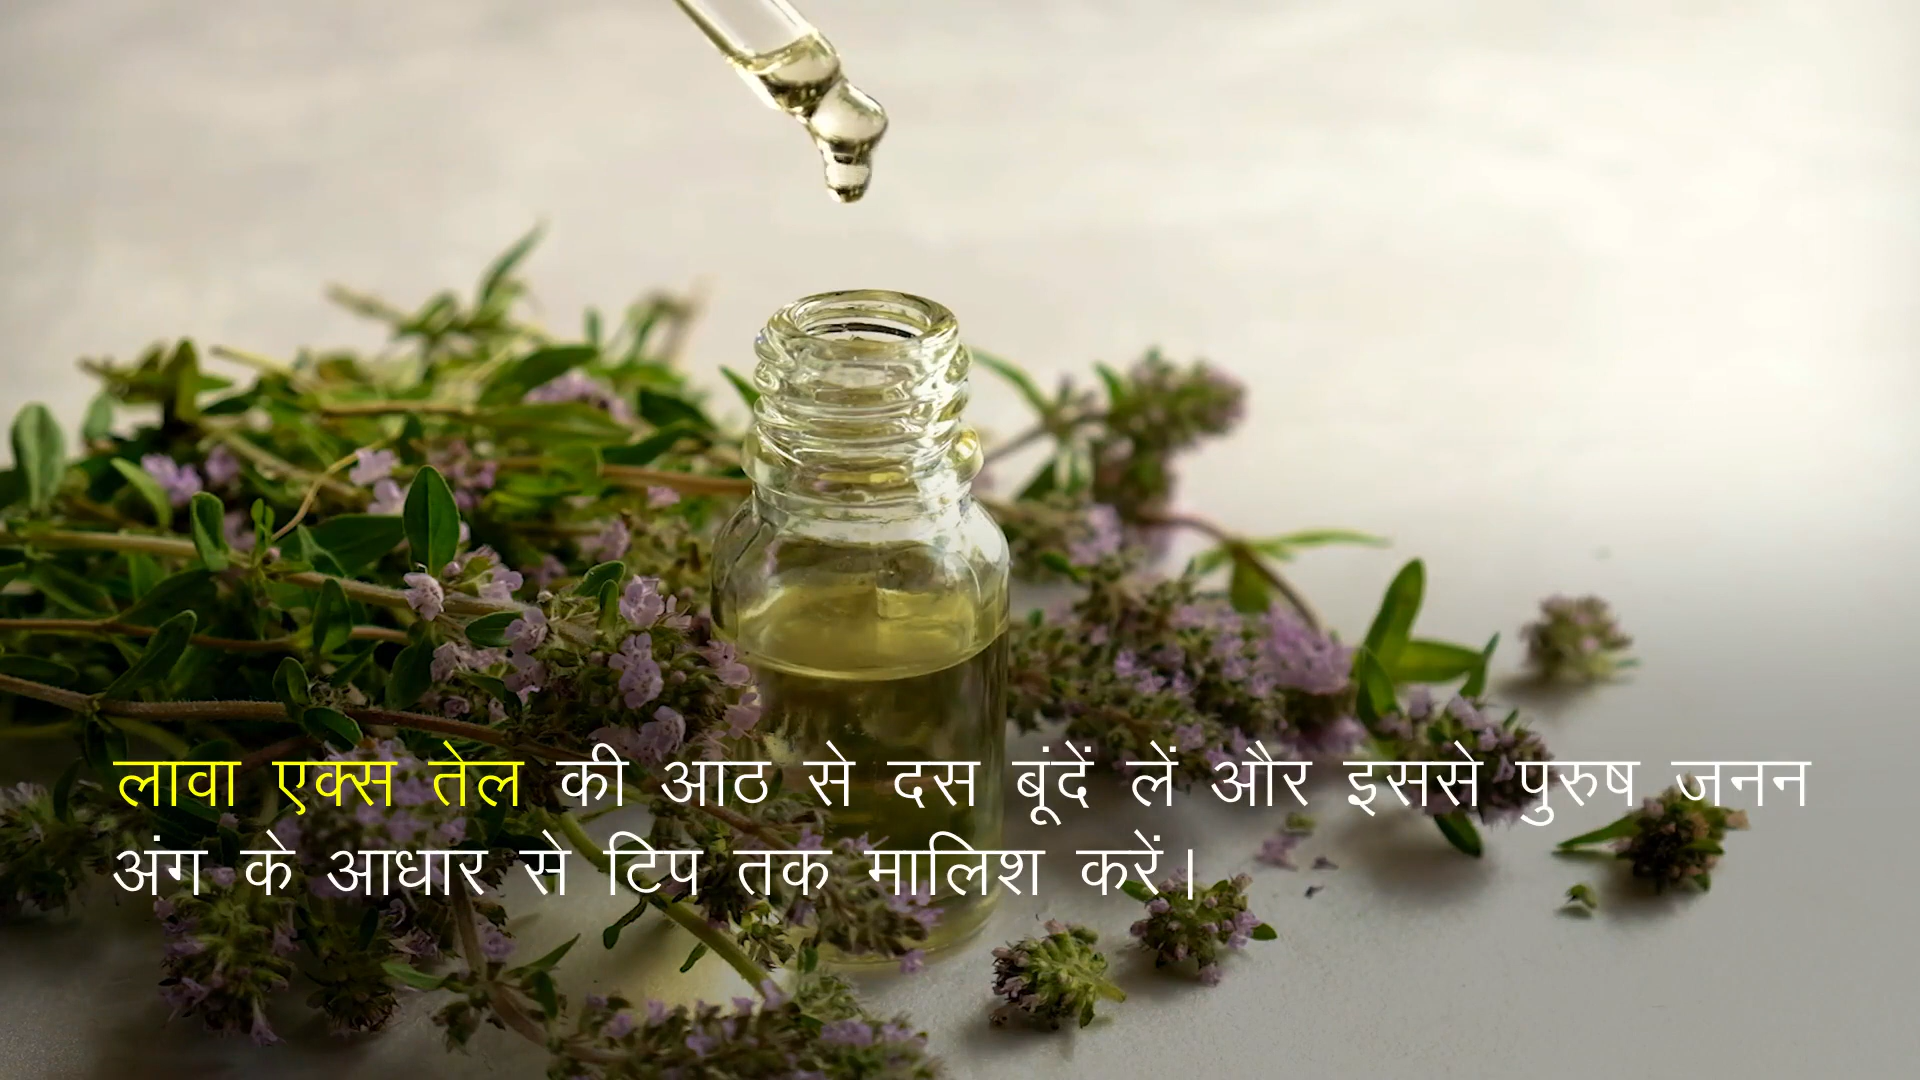 लावा एक्स तेल की आठ से दस बूंदें लें और इससे पुरुष जनन
अंग के आधार से टिप तक मालिश करें।